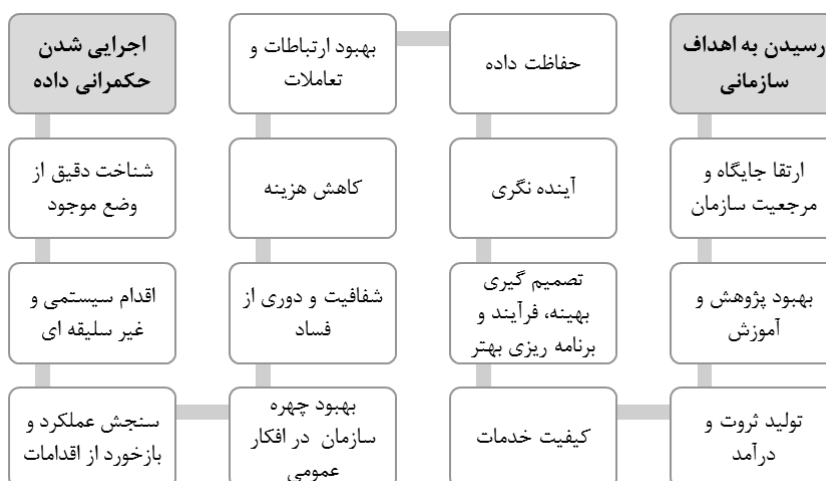 اجرایی شدن
حکمرانی داده
شناخت دقیق از
وضع موجود
اقدام سیستمی و
غیر سلیقه ای
سنجش عملکرد و
بازخورد از اقدامات
بهبود چهره
سازمان در افکار
عمومی
شفافیت و دوری از
فساد
کاهش هزینه
بهبود ارتباطات و
تعاملات
حفاظت داده
آینده نگری
تصمیم گیری
بهینه، فرآیند و
برنامه ریزی بهتر
کیفیت خدمات
تولید ثروت و
درآمد
بهبود پژوهش و
آموزش
ارتقا جایگاه و
مرجعیت سازمان
رسیدن به اهداف
سازمانی